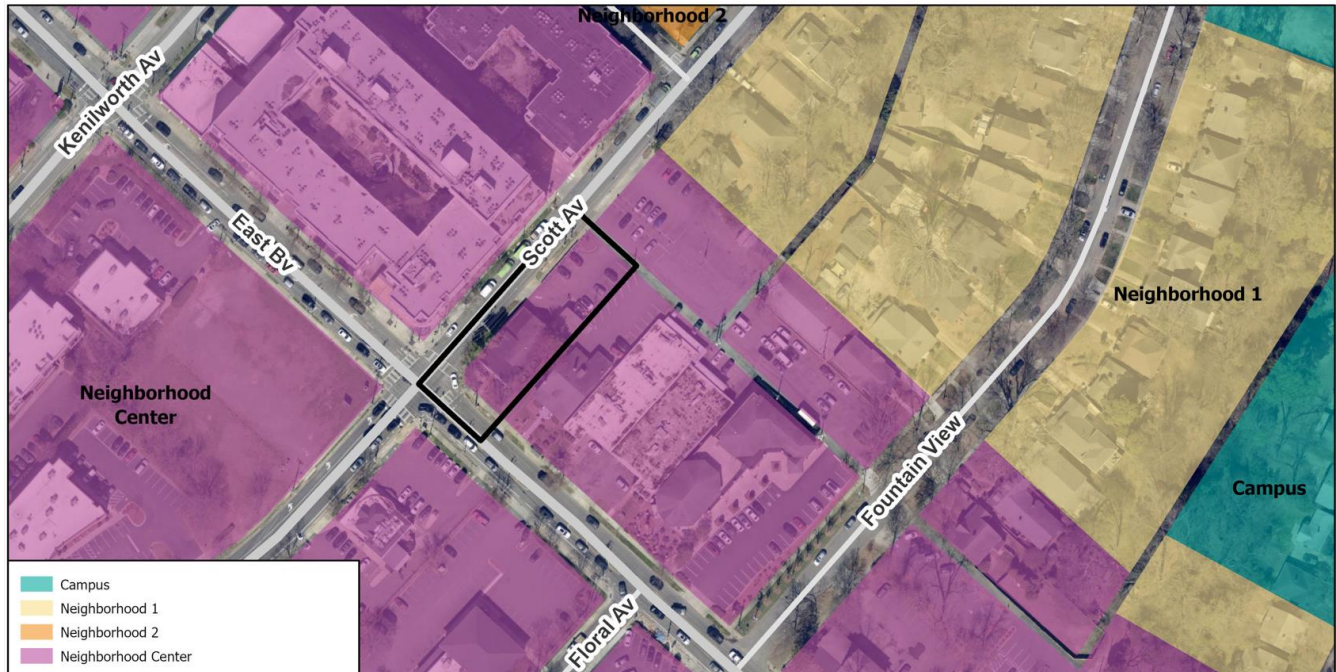 Neighborhood 2
Kenilworth Av
East Bv
Scott Av
Neighborhood 1
Neighborhood
Center
Fountain View
Campus
Floral Av
Campus
Neighborhood 1
Neighborhood 2
Neighborhood Center